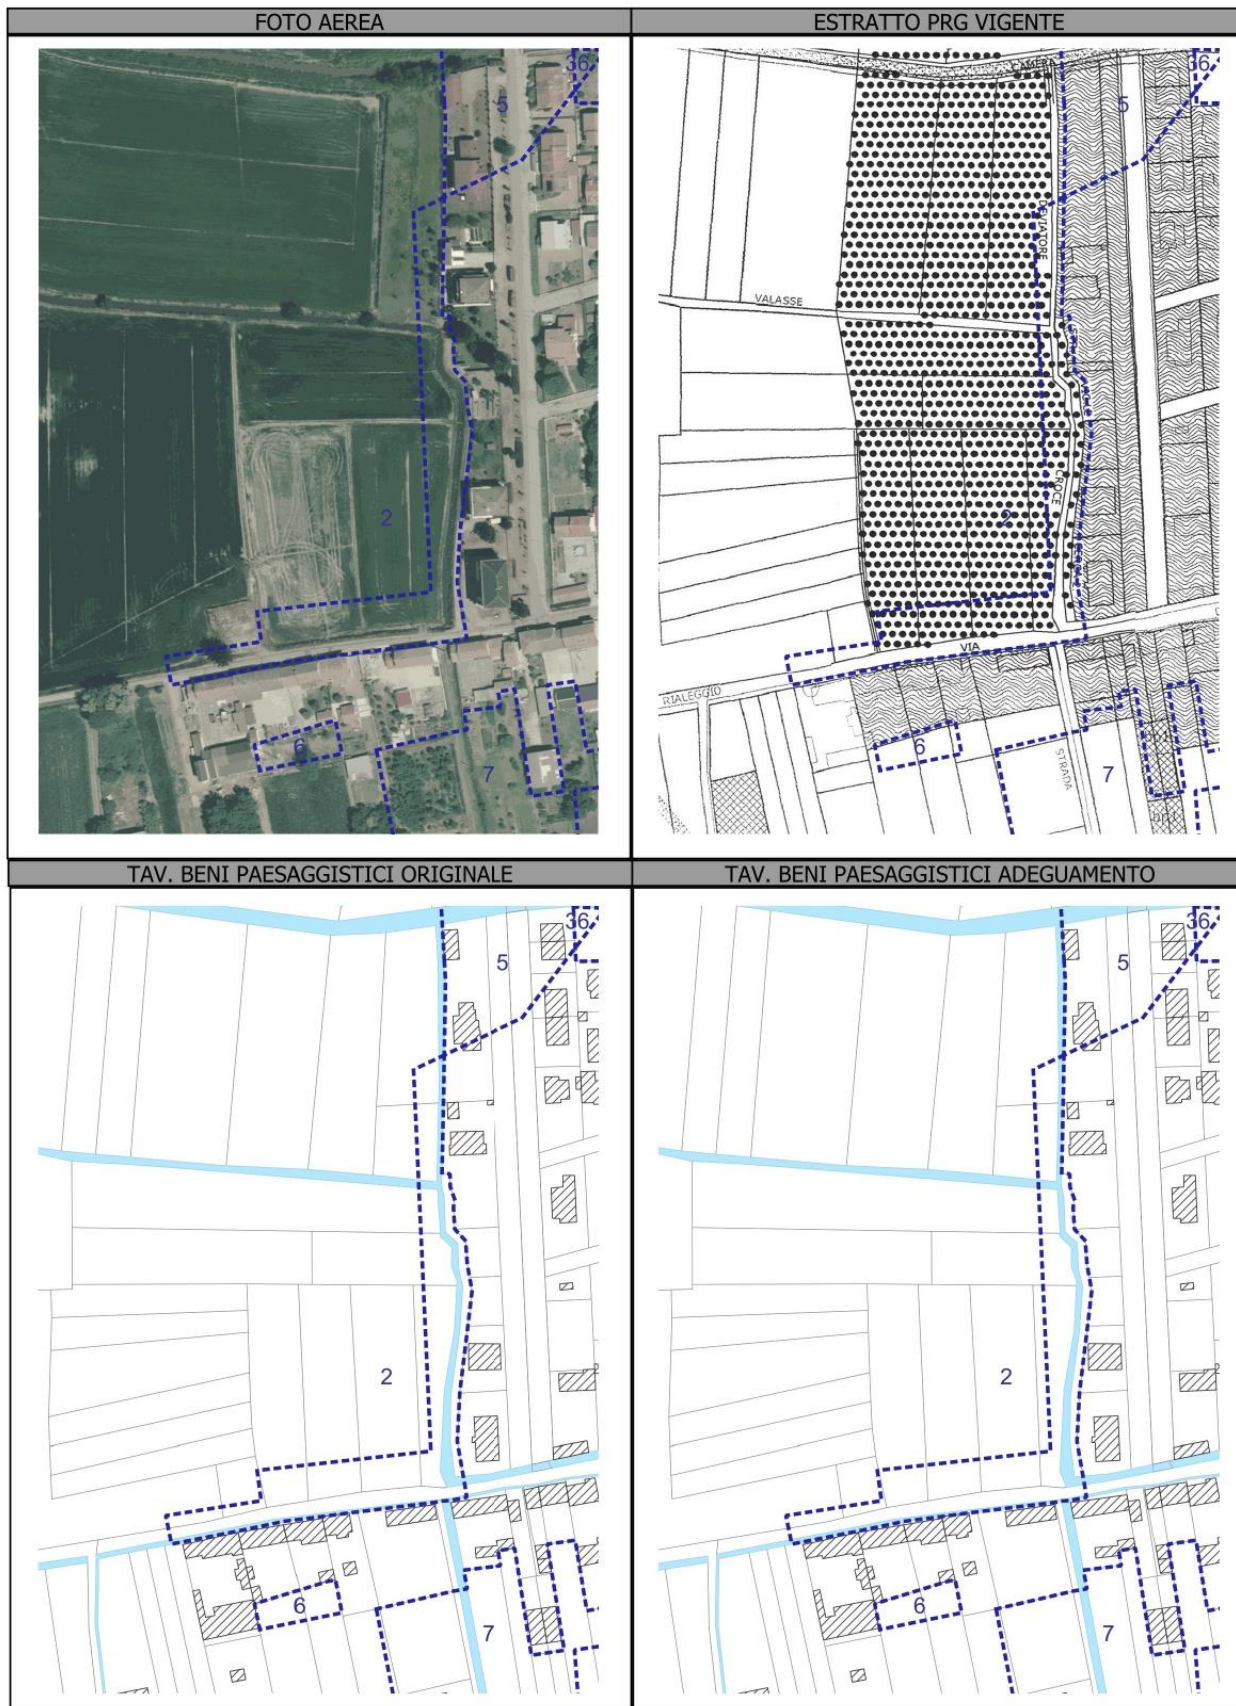 FOTO AEREA
36
5
2
6
7
ESTRATTO PRG VIGENTE
36
5
DEVIATORE
VALASSE
CROCE
2
VIA
RIALEGGIO
6
7
STRADA
TAV. BENI PAESAGGISTICI ORIGINALE
36
5
2
6
7
TAV. BENI PAESAGGISTICI ADEGUAMENTO
36
5
2
6
7